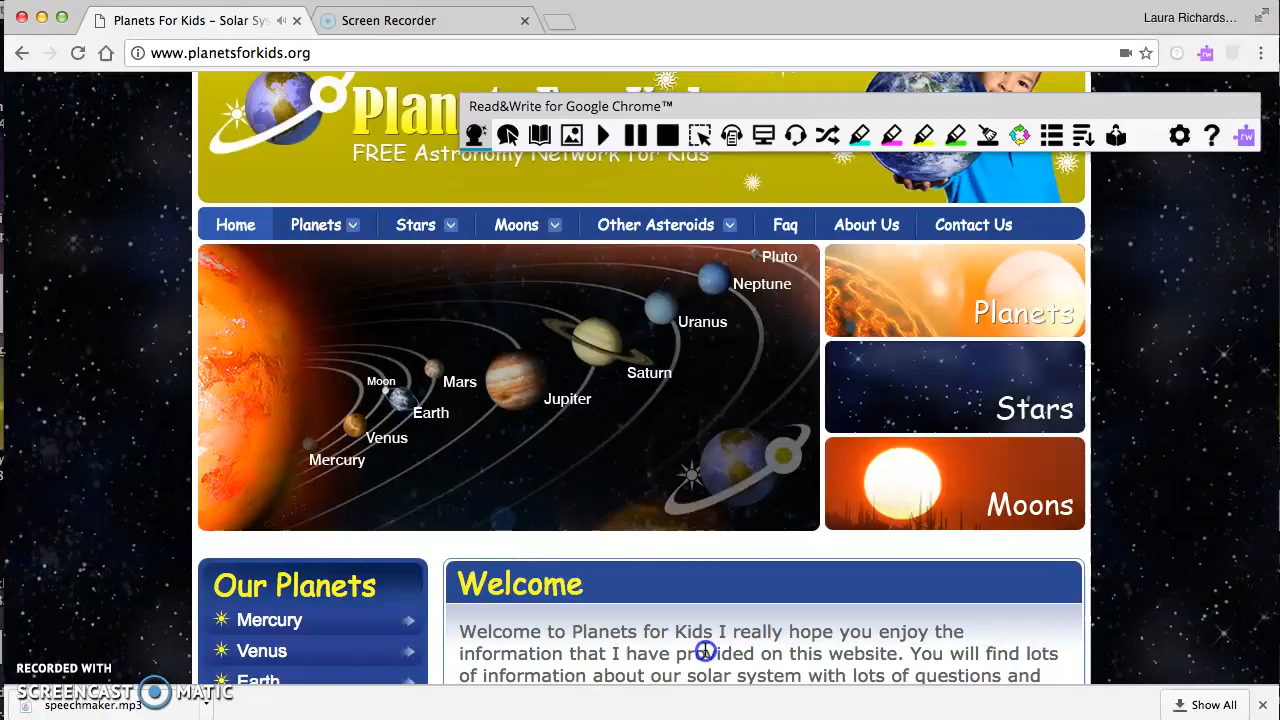 Planets For Kids – Solar Sys
Screen Recorder
Laura Richards...
www.planetsforkids.org
Read&Write for Google Chrome™
FREE Astronomy Network For Kids
Home
Planets
Stars
Moons
Other Asteroids
Faq
About Us
Contact Us
Pluto
Neptune
Uranus
Saturn
Jupiter
Mars
Moon
Earth
Venus
Mercury
Planets
Stars
Moons
Our Planets
Mercury
Venus
Earth
Welcome
Welcome to Planets for Kids I really hope you enjoy the
information that I have provided on this website. You will find lots
of information about our solar system with lots of questions and
RECORDED WITH
SCREENCAST MATIC
speechmaker.mp3
Show All